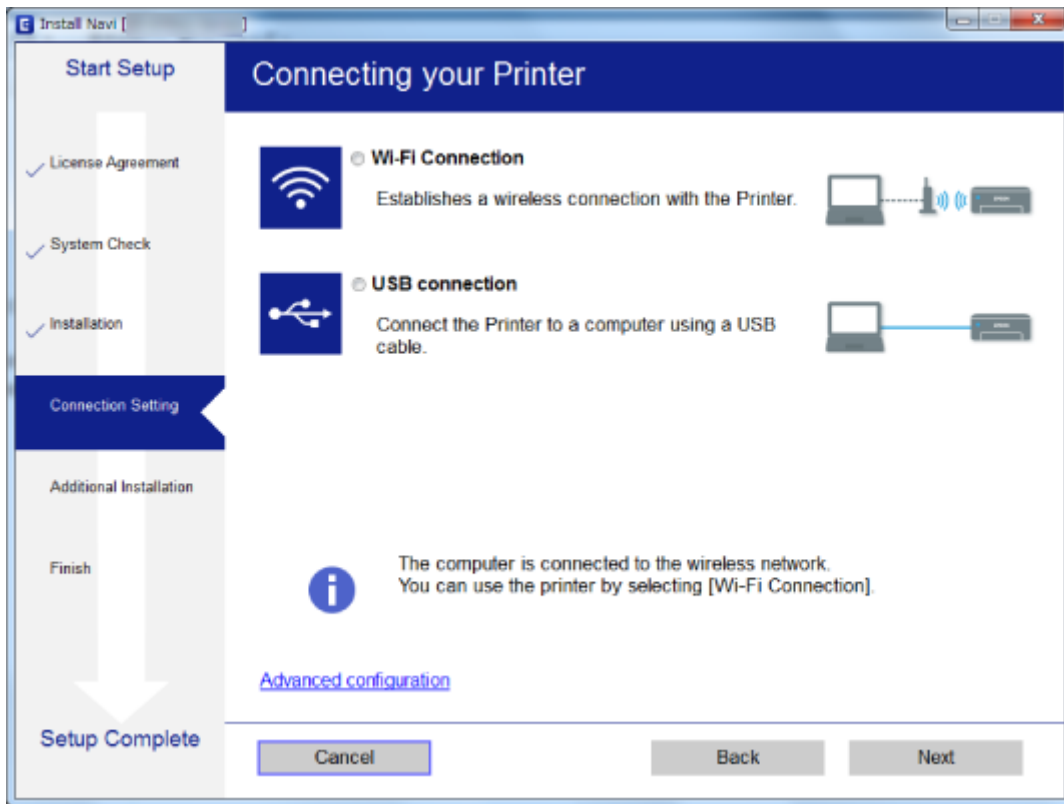 Install Navi [ ]
Start Setup
License Agreement
System Check
Installation
Connection Setting
Additional Installation
Finish
Setup Complete
Connecting your Printer
Wi-Fi Connection
Establishes a wireless connection with the Printer.
USB connection
Connect the Printer to a computer using a USB
cable.
The computer is connected to the wireless network.
You can use the printer by selecting [Wi-Fi Connection].
Advanced configuration
Cancel
Back
Next